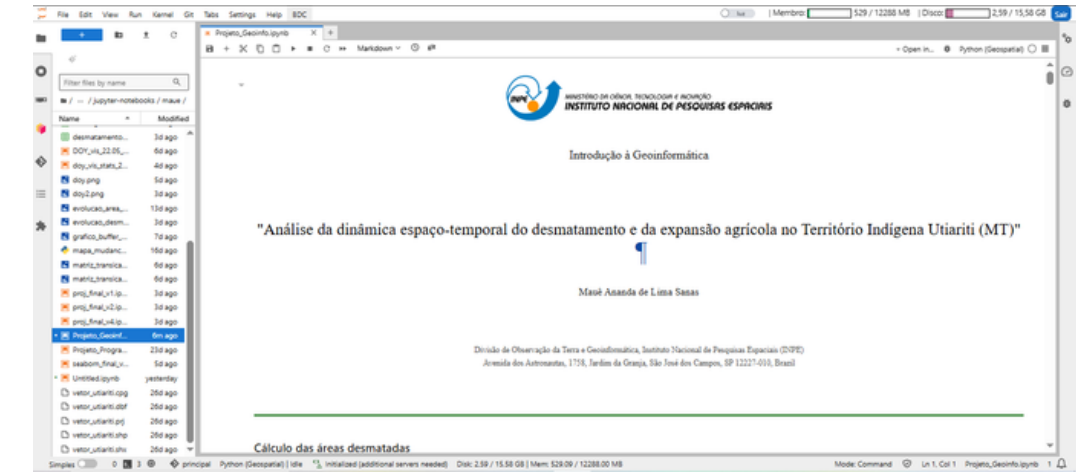 File Edit View Run Kernel Git Tabs Settings Help BDC
| Membro: 529 / 12288 MB | Disco: 2,59 / 15,58 GB Sair
Projeto_Geoinfo.ipynb X +
Markdown
Open in... Python (Geospatial)
Filter files by name
/ ··· / jupyter-notebooks / maue /
Name Modified
desmatamento... 3d ago
DOY_vis_22.05_... 6d ago
doy_vis_stats_2... 4d ago
doy.png 5d ago
doy2.png 3d ago
evolucao_area_... 13d ago
evolucao_desm... 3d ago
grafico_buffer_... 7d ago
mapa_mudanc... 16d ago
matriz_transica... 6d ago
matriz_transica... 6d ago
proj_final_v1.ip... 3d ago
proj_final_v2.ip... 3d ago
proj_final_v4.ip... 3d ago
Projeto_Geoinf... 6m ago
Projeto_Progra... 23d ago
seaborn_final_v... 5d ago
Untitled.ipynb yesterday
vetor_utiariti.cpg 26d ago
vetor_utiariti.dbf 26d ago
vetor_utiariti.prj 26d ago
vetor_utiariti.shp 26d ago
vetor_utiariti.shx 26d ago
INPE
MINISTÉRIO DA CIÊNCIA, TECNOLOGIA E INOVAÇÃO
INSTITUTO NACIONAL DE PESQUISAS ESPACIAIS
Introdução à Geoinformática
"Análise da dinâmica espaço-temporal do desmatamento e da expansão agrícola no Território Indígena Utiariti (MT)"
¶
Mauê Ananda de Lima Sanas
Divisão de Observação da Terra e Geoinformática, Instituto Nacional de Pesquisas Espaciais (INPE)
Avenida dos Astronautas, 1758, Jardim da Granja, São José dos Campos, SP 12227-010, Brazil
Cálculo das áreas desmatadas
Simples 0 3 principal Python (Geospatial) | Idle Initialized (additional servers needed) Disk: 2.59 / 15.58 GB | Mem: 529.09 / 12288.00 MB Mode: Command Ln 1, Col 1 Projeto_Geoinfo.ipynb 1